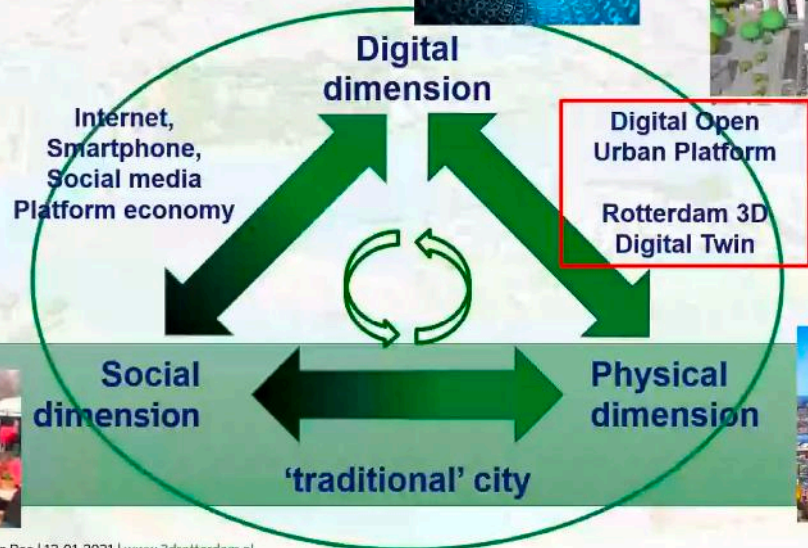 Digital
dimension
Internet,
Smartphone,
Social media
Platform economy
Digital Open
Urban Platform
Rotterdam 3D
Digital Twin
Social
dimension
Physical
dimension
'traditional' city